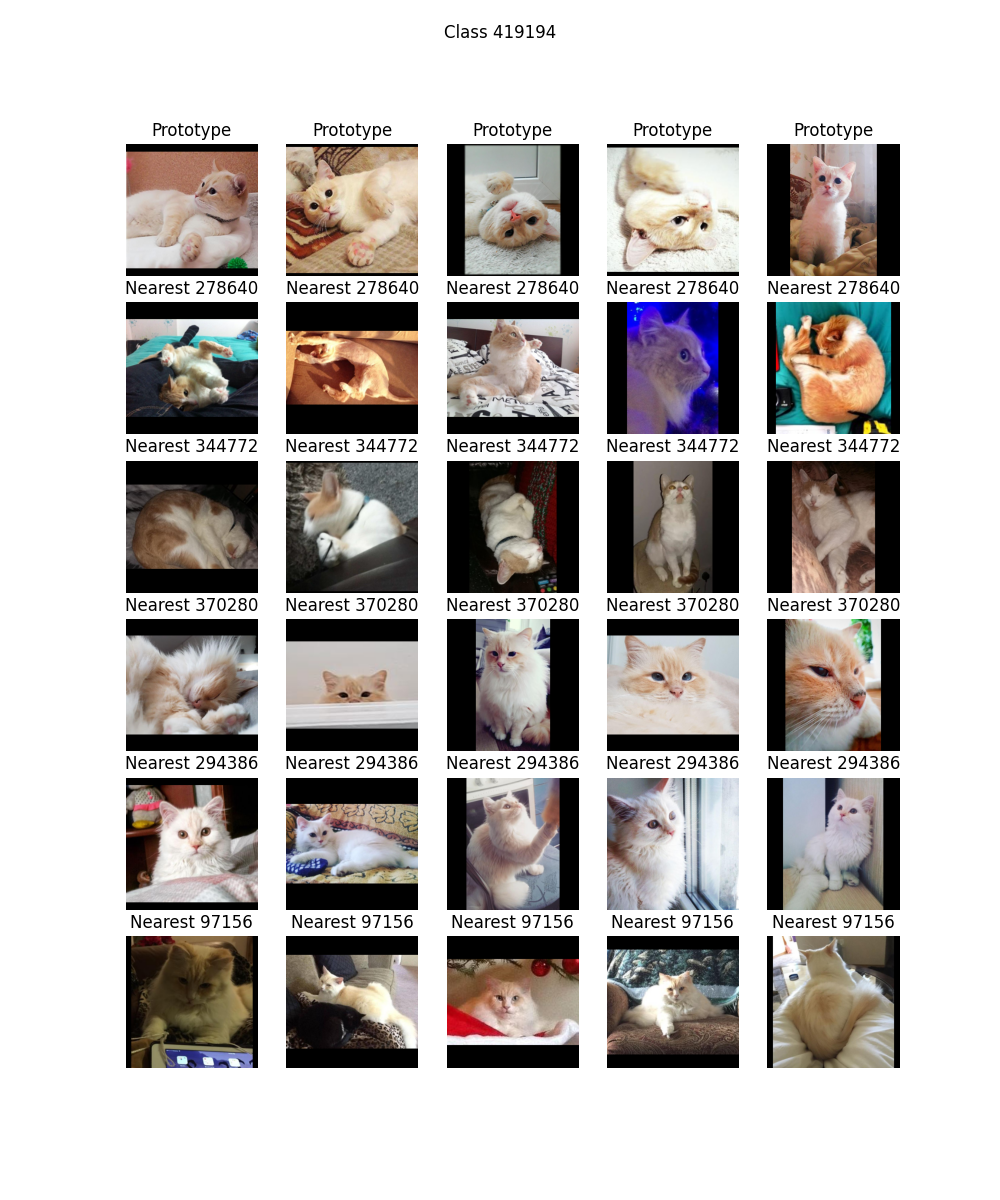 Class 419194
Prototype Prototype Prototype Prototype Prototype
Nearest 278640 Nearest 278640 Nearest 278640 Nearest 278640 Nearest 278640
Nearest 344772 Nearest 344772 Nearest 344772 Nearest 344772 Nearest 344772
Nearest 370280 Nearest 370280 Nearest 370280 Nearest 370280 Nearest 370280
Nearest 294386 Nearest 294386 Nearest 294386 Nearest 294386 Nearest 294386
Nearest 97156 Nearest 97156 Nearest 97156 Nearest 97156 Nearest 97156